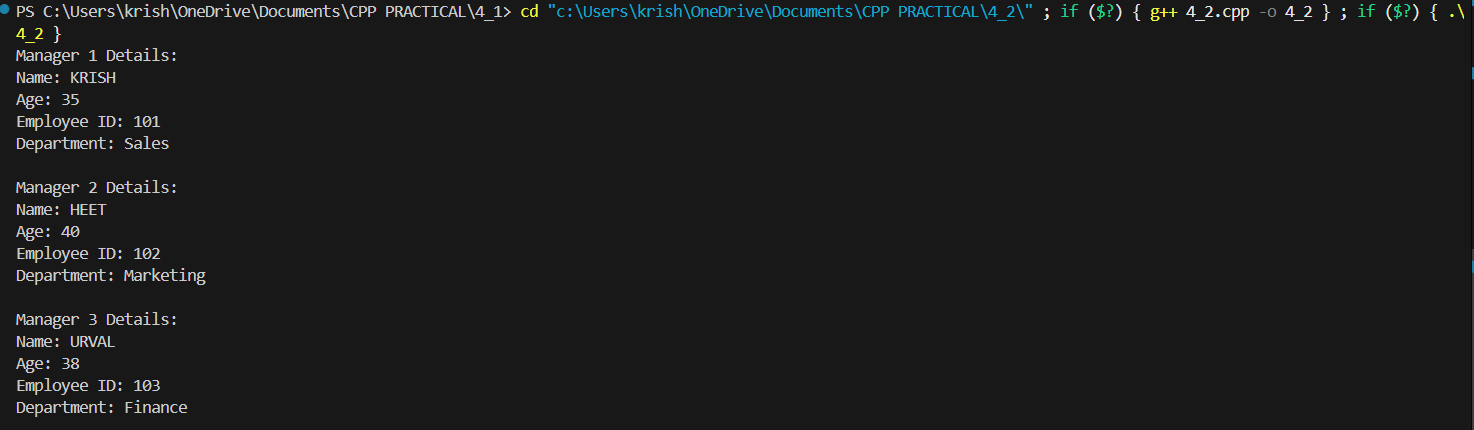 PS C:\Users\krish\OneDrive\Documents\CPP PRACTICAL\4_1> cd "c:\Users\krish\OneDrive\Documents\CPP PRACTICAL\4_2\" ; if ($?) { g++ 4_2.cpp -o 4_2 } ; if ($?) { .\
4_2 }
Manager 1 Details:
Name: KRISH
Age: 35
Employee ID: 101
Department: Sales

Manager 2 Details:
Name: HEET
Age: 40
Employee ID: 102
Department: Marketing

Manager 3 Details:
Name: URVAL
Age: 38
Employee ID: 103
Department: Finance